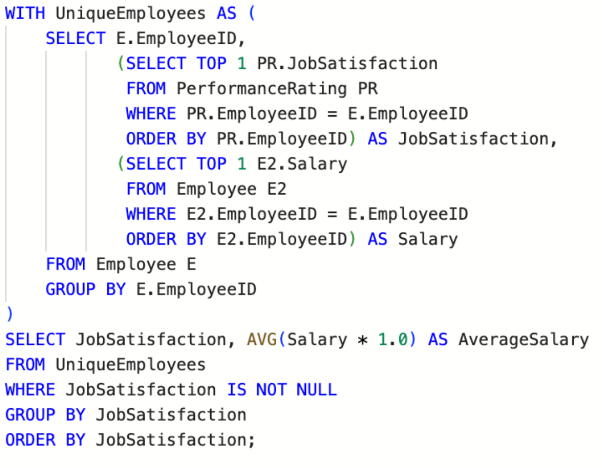 WITH UniqueEmployees AS (
    SELECT E.EmployeeID,
           (SELECT TOP 1 PR.JobSatisfaction
            FROM PerformanceRating PR
            WHERE PR.EmployeeID = E.EmployeeID
            ORDER BY PR.EmployeeID) AS JobSatisfaction,
           (SELECT TOP 1 E2.Salary
            FROM Employee E2
            WHERE E2.EmployeeID = E.EmployeeID
            ORDER BY E2.EmployeeID) AS Salary
    FROM Employee E
    GROUP BY E.EmployeeID
)
SELECT JobSatisfaction, AVG(Salary * 1.0) AS AverageSalary
FROM UniqueEmployees
WHERE JobSatisfaction IS NOT NULL
GROUP BY JobSatisfaction
ORDER BY JobSatisfaction;